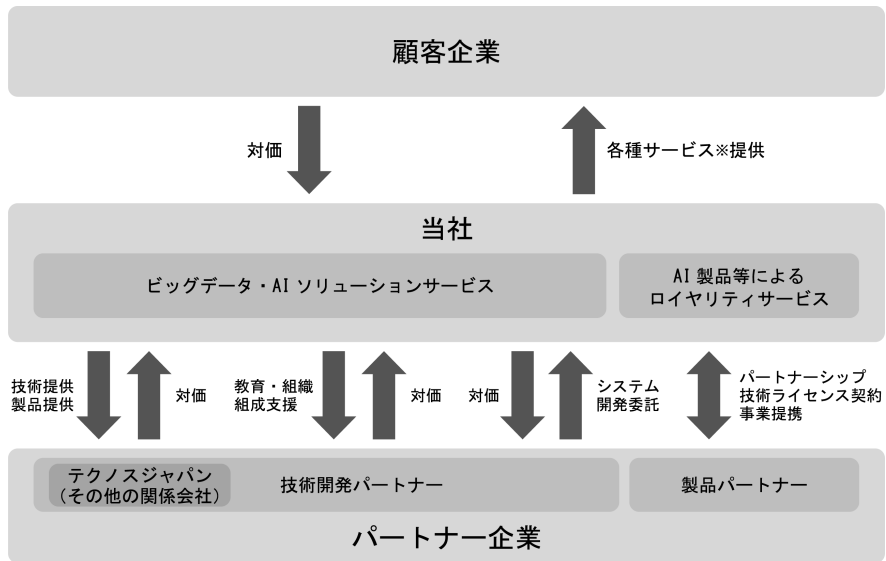 顧客企業
対価
各種サービス※提供
当社
ビッグデータ・AI ソリューションサービス
AI 製品等による
ロイヤリティサービス
技術提供
製品提供
対価
教育・組織
組成支援
対価
対価
システム
開発委託
パートナーシップ
技術ライセンス契約
事業提携
テクノスジャパン
（その他の関係会社）
技術開発パートナー
製品パートナー
パートナー企業